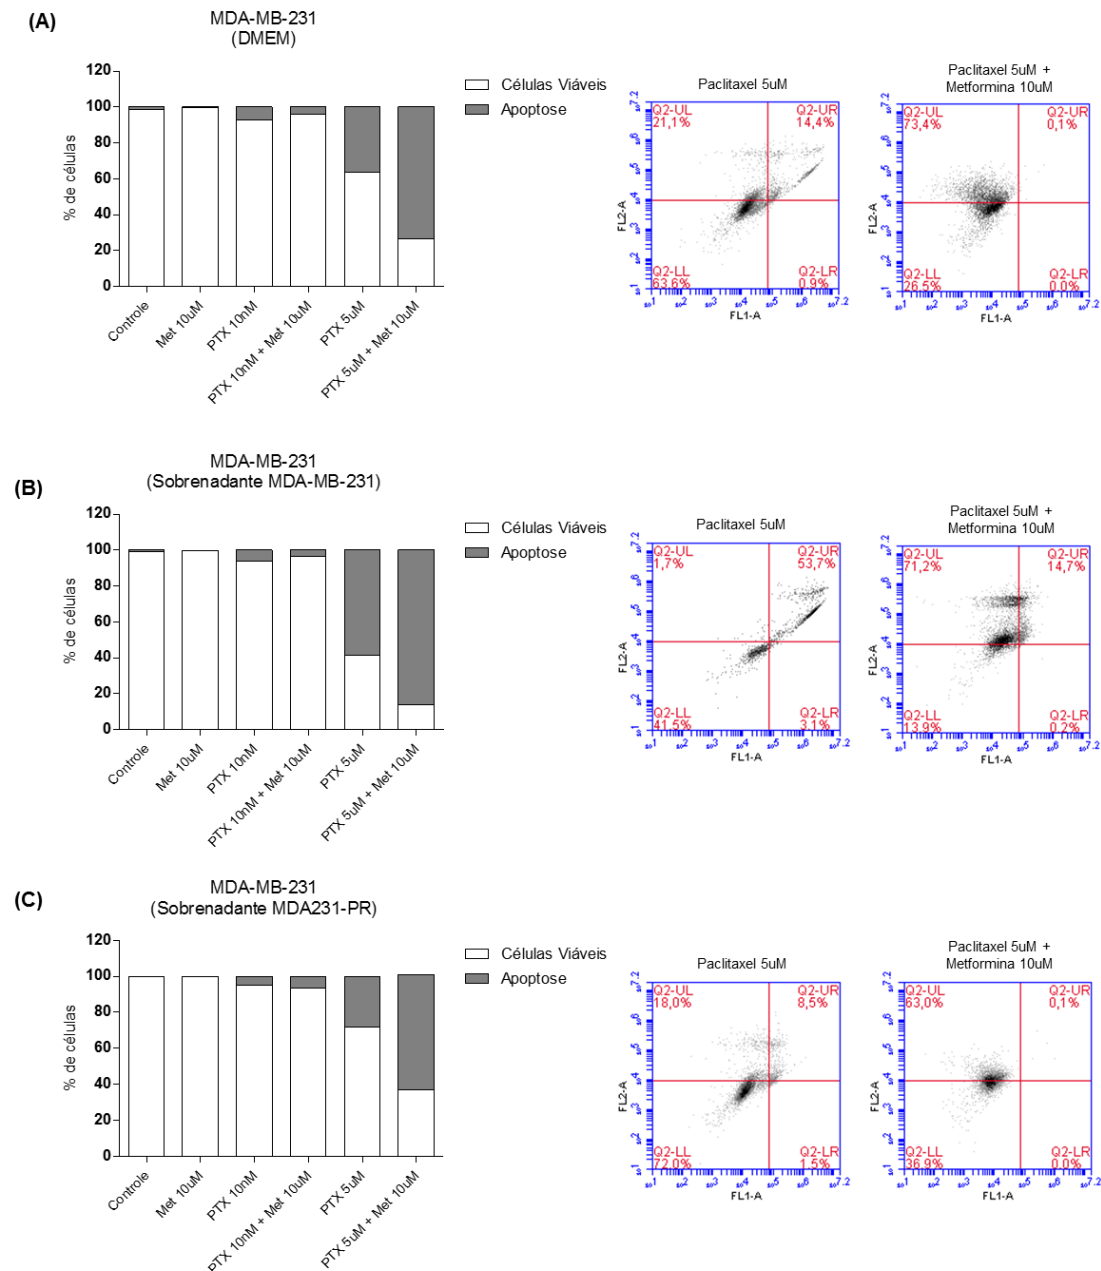 (A)
MDA-MB-231
(DMEM)
120
100
80
60
40
20
0
% de células
Controle
Met 10uM
PTX 10nM
PTX 10nM + Met 10uM
PTX 5uM
PTX 5uM + Met 10uM
Células Viáveis
Apoptose
Paclitaxel 5uM
Q2-UL
21,1%
Q2-UR
14,4%
Q2-LL
63,6%
Q2-LR
0,9%
FL2-A
FL1-A
Paclitaxel 5uM +
Metformina 10uM
Q2-UL
73,4%
Q2-UR
0,1%
Q2-LL
26,5%
Q2-LR
0,0%
FL2-A
FL1-A
(B)
MDA-MB-231
(Sobrenadante MDA-MB-231)
120
100
80
60
40
20
0
% de células
Controle
Met 10uM
PTX 10nM
PTX 10nM + Met 10uM
PTX 5uM
PTX 5uM + Met 10uM
Células Viáveis
Apoptose
Paclitaxel 5uM
Q2-UL
1,7%
Q2-UR
53,7%
Q2-LL
41,5%
Q2-LR
3,1%
FL2-A
FL1-A
Paclitaxel 5uM +
Metformina 10uM
Q2-UL
71,2%
Q2-UR
14,7%
Q2-LL
13,9%
Q2-LR
0,2%
FL2-A
FL1-A
(C)
MDA-MB-231
(Sobrenadante MDA231-PR)
120
100
80
60
40
20
0
% de células
Controle
Met 10uM
PTX 10nM
PTX 10nM + Met 10uM
PTX 5uM
PTX 5uM + Met 10uM
Células Viáveis
Apoptose
Paclitaxel 5uM
Q2-UL
18,0%
Q2-UR
8,5%
Q2-LL
72,0%
Q2-LR
1,5%
FL2-A
FL1-A
Paclitaxel 5uM +
Metformina 10uM
Q2-UL
63,0%
Q2-UR
0,1%
Q2-LL
36,9%
Q2-LR
0,0%
FL2-A
FL1-A